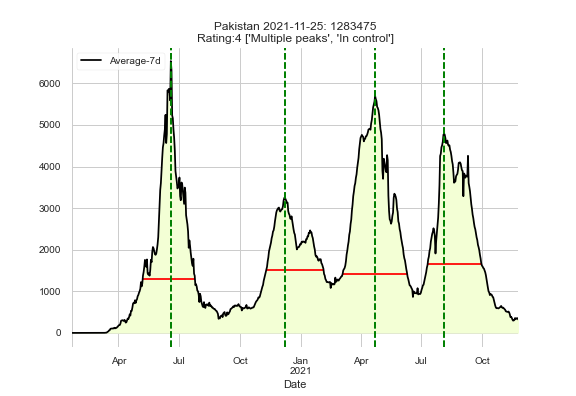 Pakistan 2021-11-25: 1283475
Rating:4 ['Multiple peaks', 'In control']
Average-7d
6000
5000
4000
3000
2000
1000
0
Apr Jul Oct Jan Apr Jul Oct
2021
Date